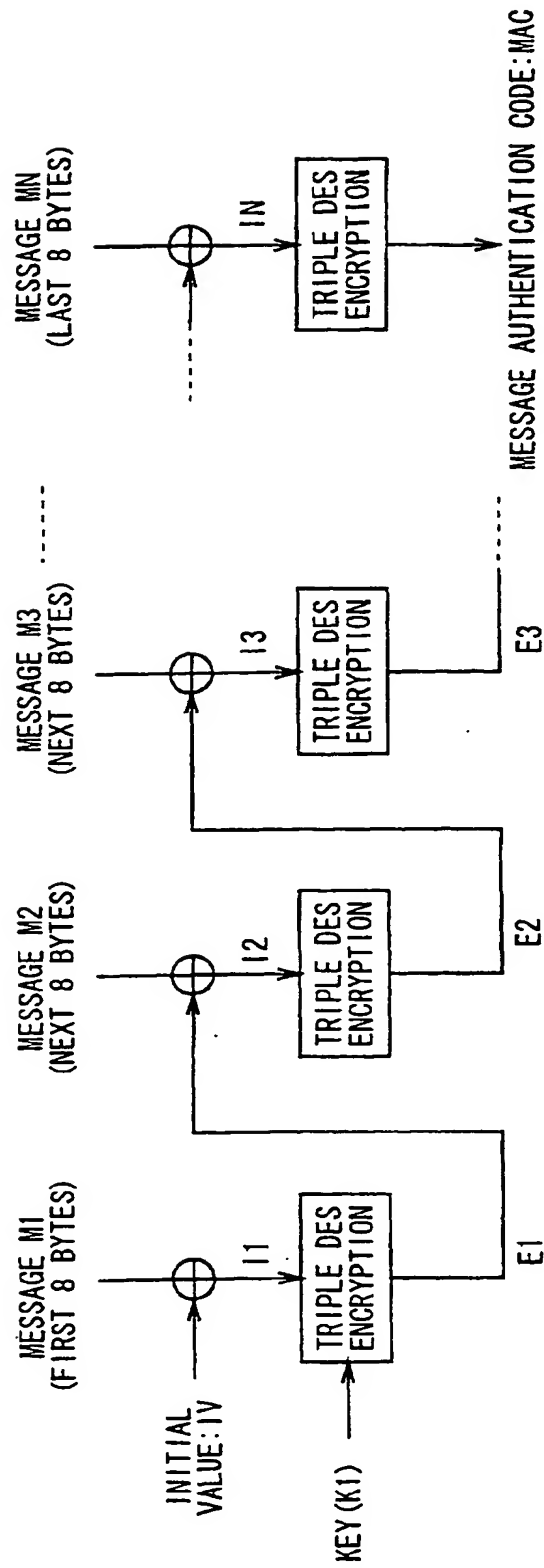 MESSAGE M1
(FIRST 8 BYTES)
MESSAGE M2
(NEXT 8 BYTES)
MESSAGE M3
(NEXT 8 BYTES)
MESSAGE MN
(LAST 8 BYTES)
INITIAL
VALUE:IV
I1
I2
I3
IN
KEY(K1)
TRIPLE DES
ENCRYPTION
TRIPLE DES
ENCRYPTION
TRIPLE DES
ENCRYPTION
TRIPLE DES
ENCRYPTION
E1
E2
E3
MESSAGE AUTHENTICATION CODE:MAC